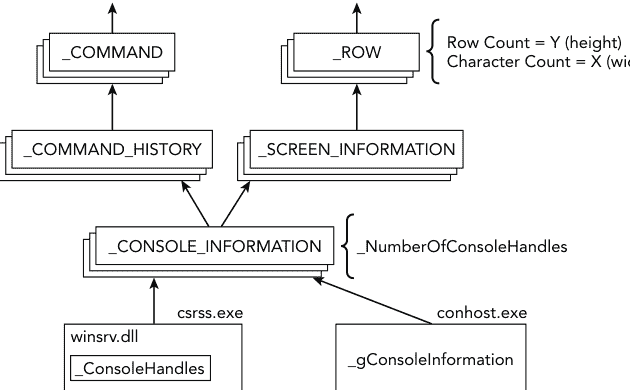 _COMMAND
_ROW
Row Count = Y (height)
Character Count = X
_COMMAND_HISTORY
_SCREEN_INFORMATION
_CONSOLE_INFORMATION
_NumberOfConsoleHandles
csrss.exe
conhost.exe
winsrv.dll
_gConsoleInformation
_ConsoleHandles